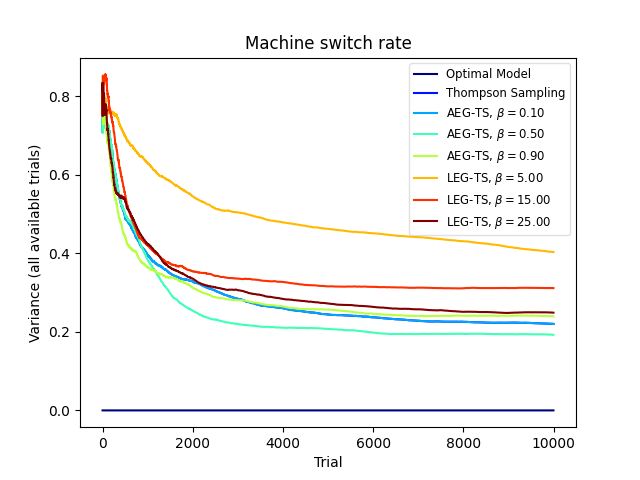 Machine switch rate
Variance (all available trials)
0.8
0.6
0.4
0.2
0.0
Optimal Model
Thompson Sampling
AEG-TS, β = 0.10
AEG-TS, β = 0.50
AEG-TS, β = 0.90
LEG-TS, β = 5.00
LEG-TS, β = 15.00
LEG-TS, β = 25.00
0 2000 4000 6000 8000 10000
Trial